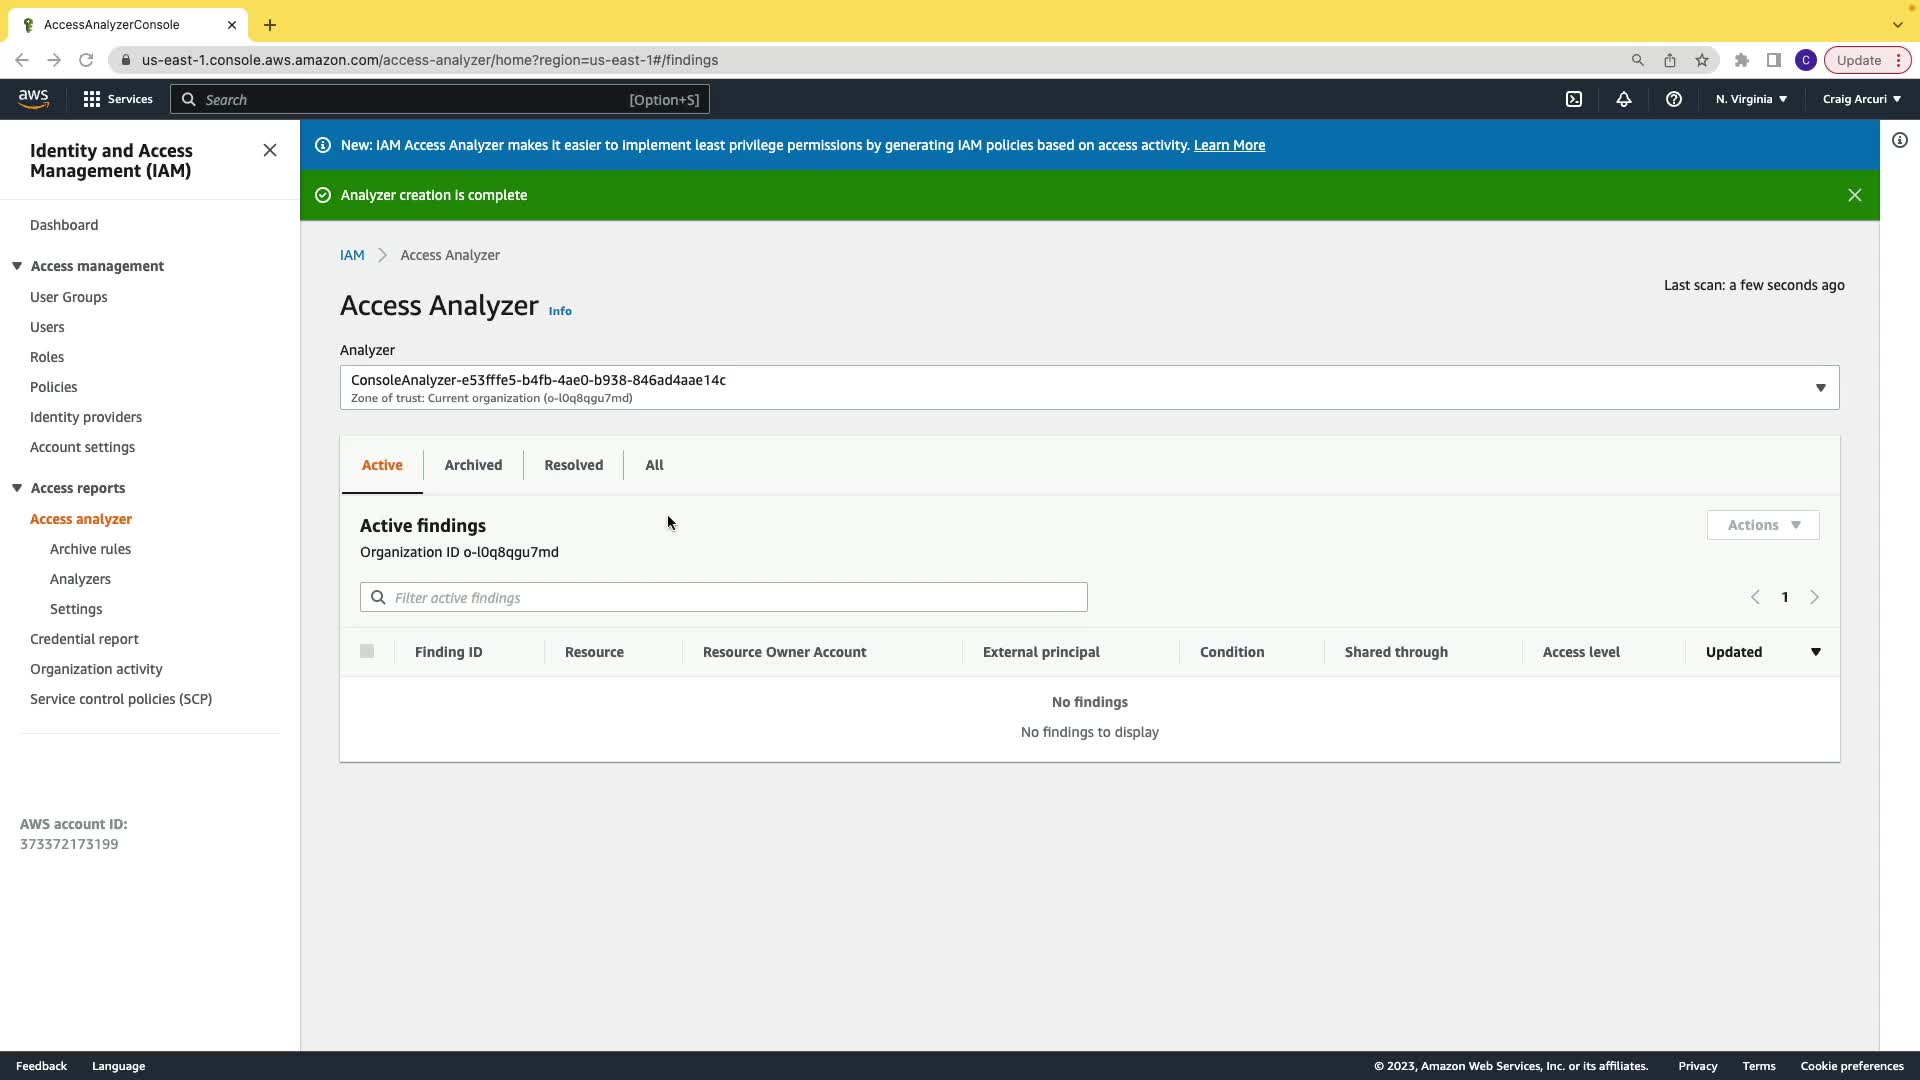 AccessAnalyzerConsole
us-east-1.console.aws.amazon.com/access-analyzer/home?region=us-east-1#/findings
C
Update
aws
Services
Search
[Option+S]
N. Virginia
Craig Arcuri
Identity and Access
Management (IAM)
Dashboard
Access management
User Groups
Users
Roles
Policies
Identity providers
Account settings
Access reports
Access analyzer
Archive rules
Analyzers
Settings
Credential report
Organization activity
Service control policies (SCP)
AWS account ID:
373372173199
New: IAM Access Analyzer makes it easier to implement least privilege permissions by generating IAM policies based on access activity. Learn More
Analyzer creation is complete
IAM
Access Analyzer
Last scan: a few seconds ago
Access Analyzer Info
Analyzer
ConsoleAnalyzer-e53fffe5-b4fb-4ae0-b938-846ad4aae14c
Zone of trust: Current organization (o-l0q8qgu7md)
Active
Archived
Resolved
All
Active findings
Actions
Organization ID o-l0q8qgu7md
Filter active findings
1
Finding ID
Resource
Resource Owner Account
External principal
Condition
Shared through
Access level
Updated
No findings
No findings to display
Feedback
Language
© 2023, Amazon Web Services, Inc. or its affiliates.
Privacy
Terms
Cookie preferences